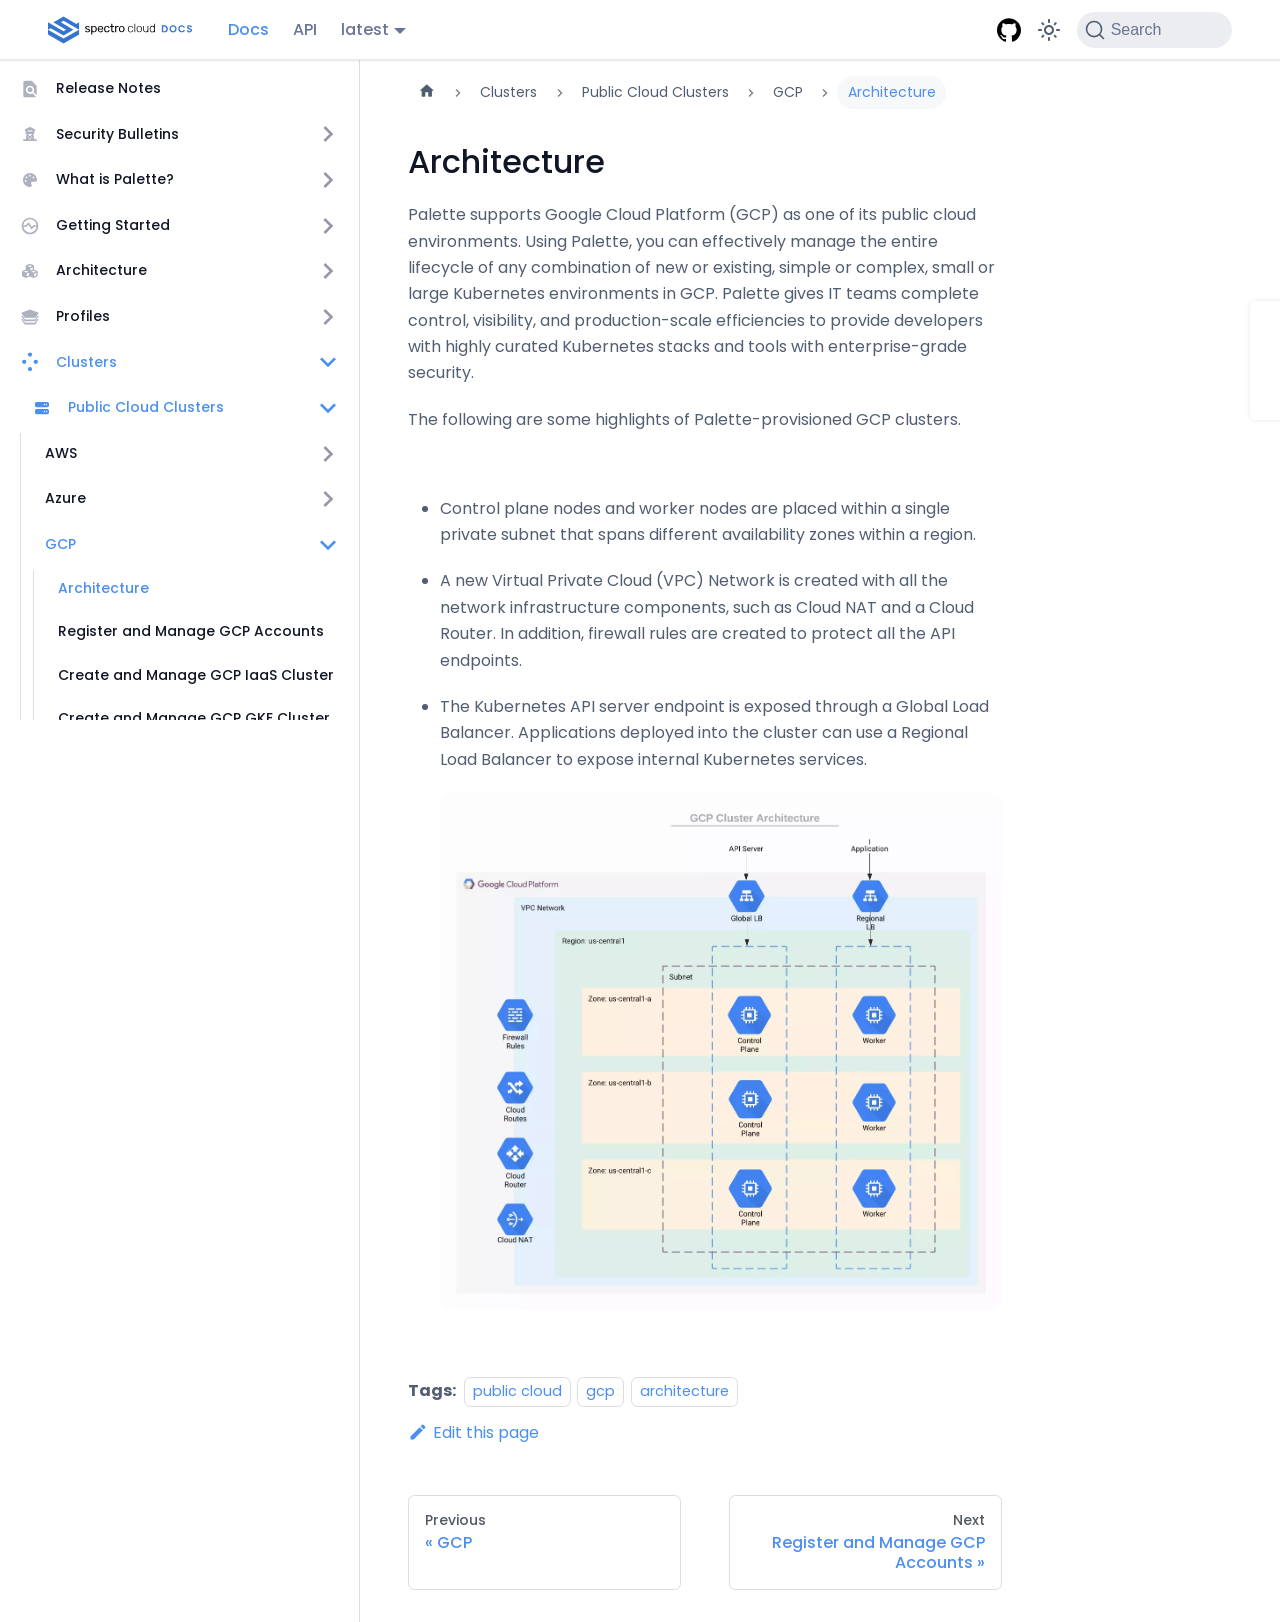 spectro cloud DOCS
Docs
API
latest
Search
Release Notes
Security Bulletins
What is Palette?
Getting Started
Architecture
Profiles
Clusters
Public Cloud Clusters
AWS
Azure
GCP
Architecture
Register and Manage GCP Accounts
Create and Manage GCP IaaS Cluster
Create and Manage GCP GKE Cluster
Clusters
Public Cloud Clusters
GCP
Architecture
Architecture
Palette supports Google Cloud Platform (GCP) as one of its public cloud
environments. Using Palette, you can effectively manage the entire
lifecycle of any combination of new or existing, simple or complex, small or
large Kubernetes environments in GCP. Palette gives IT teams complete
control, visibility, and production-scale efficiencies to provide developers
with highly curated Kubernetes stacks and tools with enterprise-grade
security.
The following are some highlights of Palette-provisioned GCP clusters.
• Control plane nodes and worker nodes are placed within a single
private subnet that spans different availability zones within a region.
• A new Virtual Private Cloud (VPC) Network is created with all the
network infrastructure components, such as Cloud NAT and a Cloud
Router. In addition, firewall rules are created to protect all the API
endpoints.
• The Kubernetes API server endpoint is exposed through a Global Load
Balancer. Applications deployed into the cluster can use a Regional
Load Balancer to expose internal Kubernetes services.
GCP Cluster Architecture
API Server
Application
Google Cloud Platform
VPC Network
Global LB
Regional
LB
Region: us-central1
Subnet
Zone: us-central1-a
Control
Plane
Worker
Firewall
Rules
Zone: us-central1-b
Control
Plane
Worker
Cloud
Routes
Cloud
Router
Zone: us-central1-c
Control
Plane
Worker
Cloud NAT
Tags: public cloud gcp architecture
Edit this page
Previous
« GCP
Next
Register and Manage GCP
Accounts »